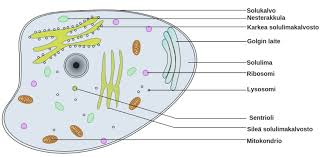 Solukalvo
Nesterakkula
Karkea solulimakalvosto
Golgin laite
Solulima
Ribosomi
Lysosomi
Sentrioli
Sileä solulimakalvosto
Mitokondrio